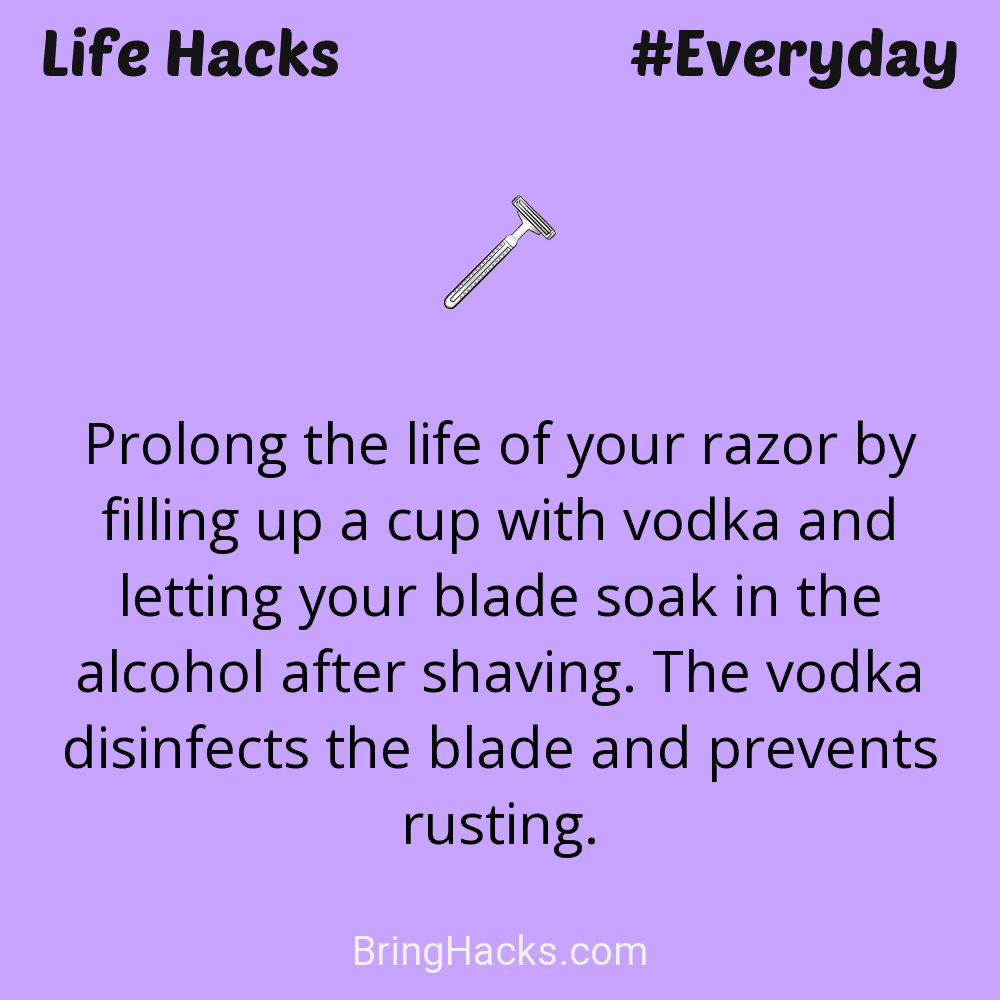 Life Hacks #Everyday
Prolong the life of your razor by
filling up a cup with vodka and
letting your blade soak in the
alcohol after shaving. The vodka
disinfects the blade and prevents
rusting.
BringHacks.com